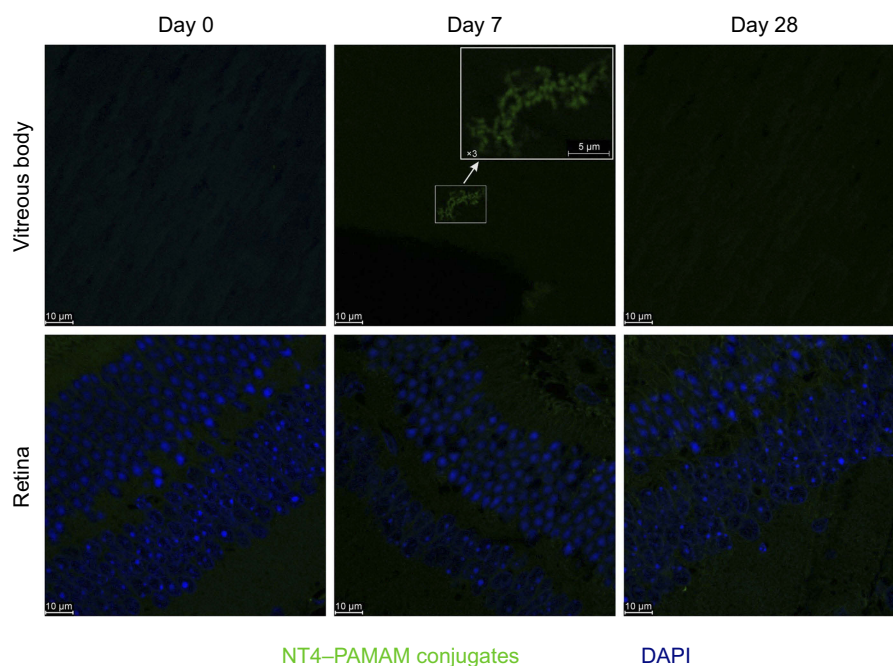 Day 0 Day 7 Day 28
Vitreous body
×3
5 µm
10 µm 10 µm 10 µm
Retina
10 µm 10 µm 10 µm
NT4–PAMAM conjugates DAPI